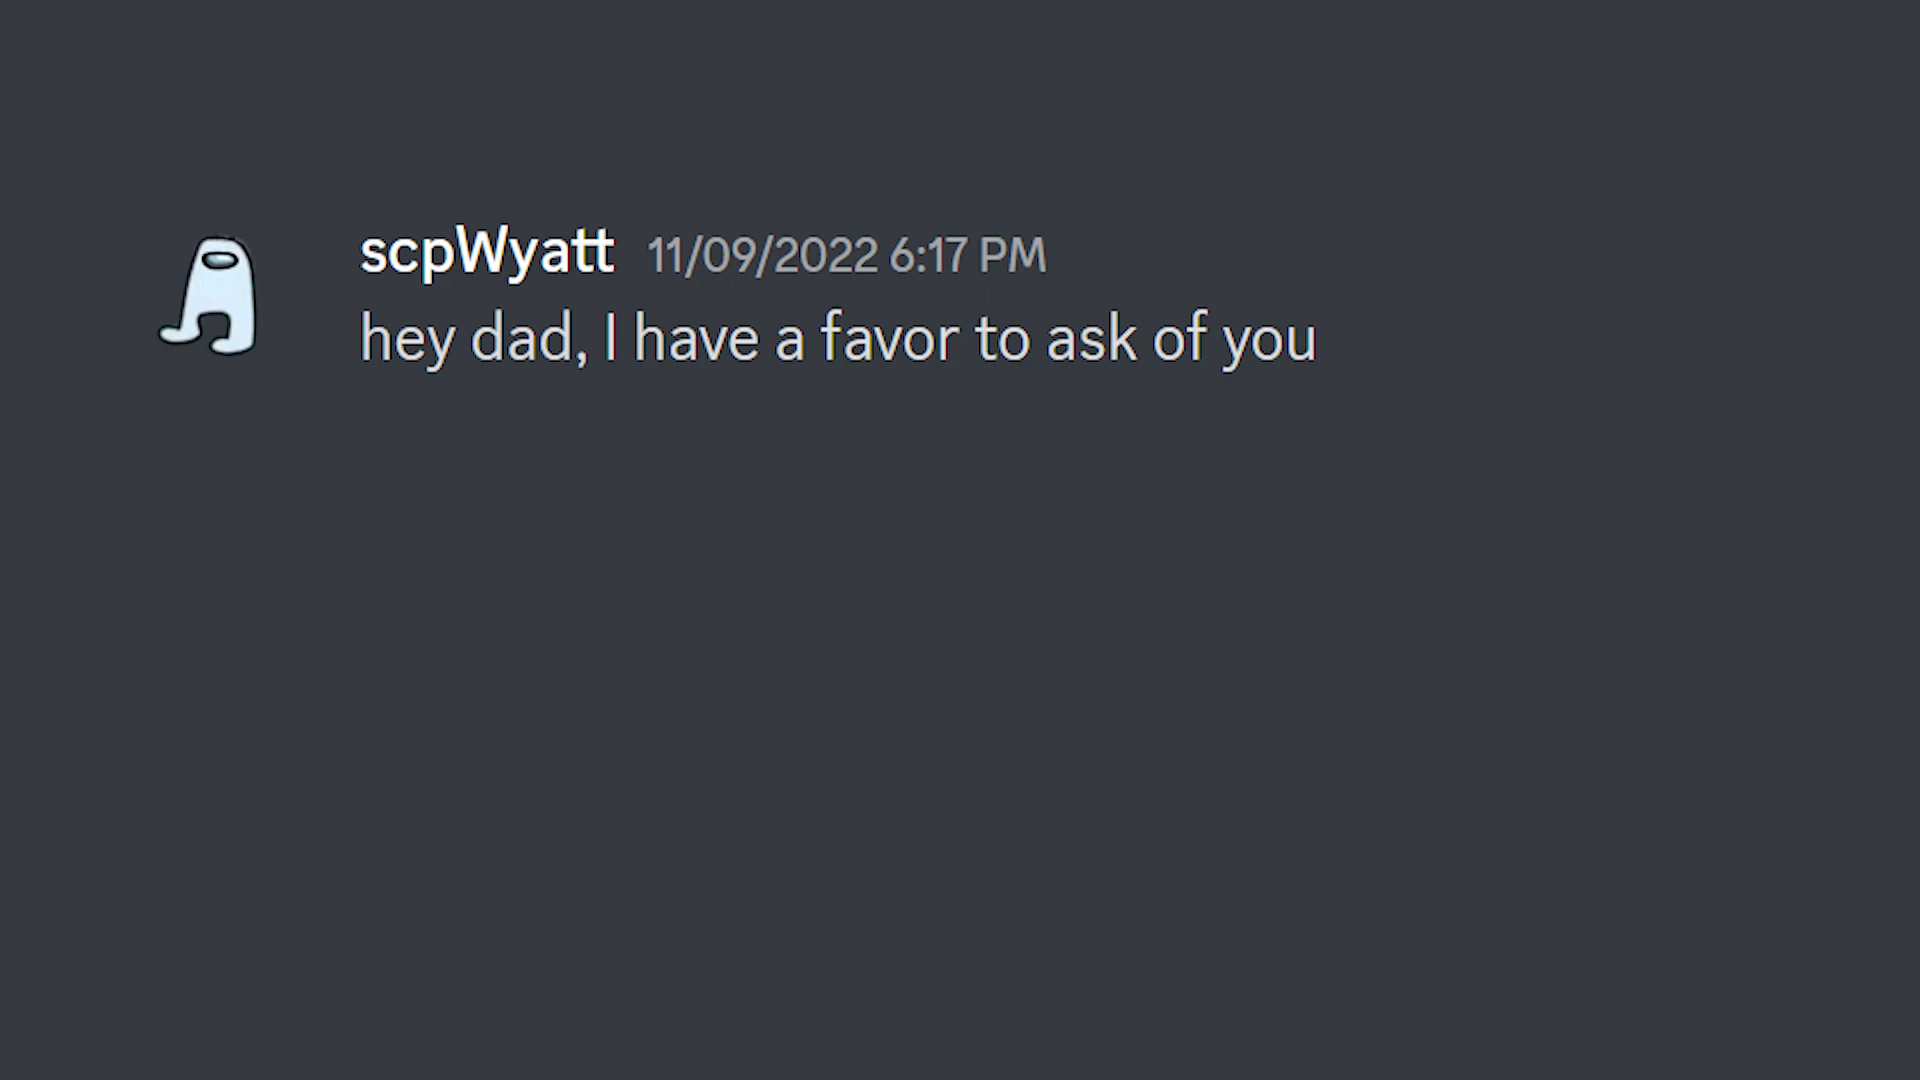 scpWyatt 11/09/2022 6:17 PM
hey dad, I have a favor to ask of you